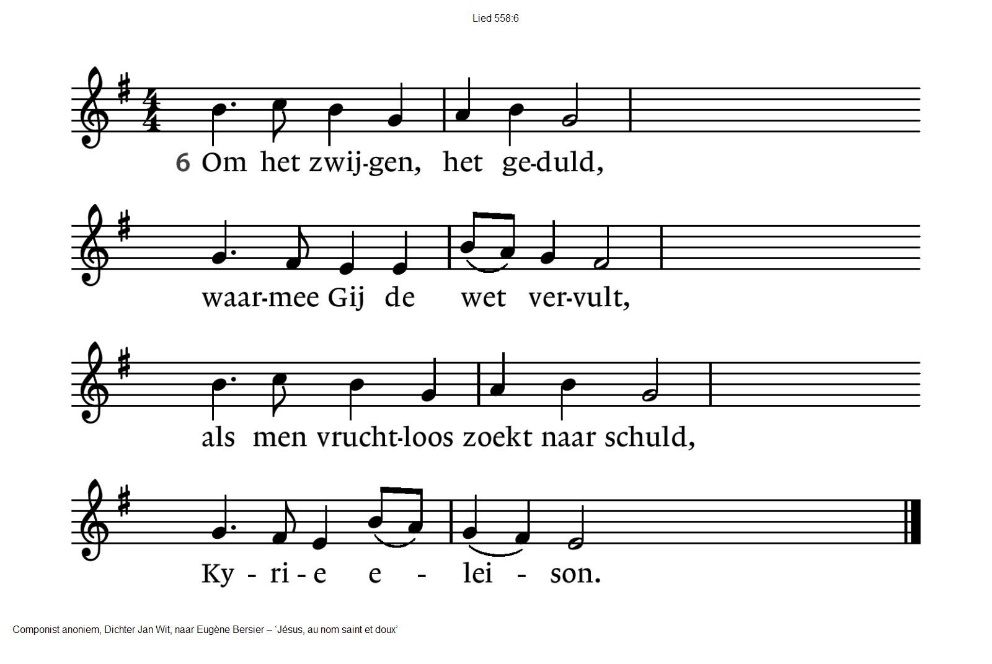 Lied 558:6
4
4
6 Om het zwij-gen, het ge-duld,
waar-mee Gij de wet ver-vult,
als men vrucht-loos zoekt naar schuld,
Ky - ri - e e - lei - son.
Componist anoniem, Dichter Jan Wit, naar Eugène Bersier – 'Jésus, au nom saint et doux'